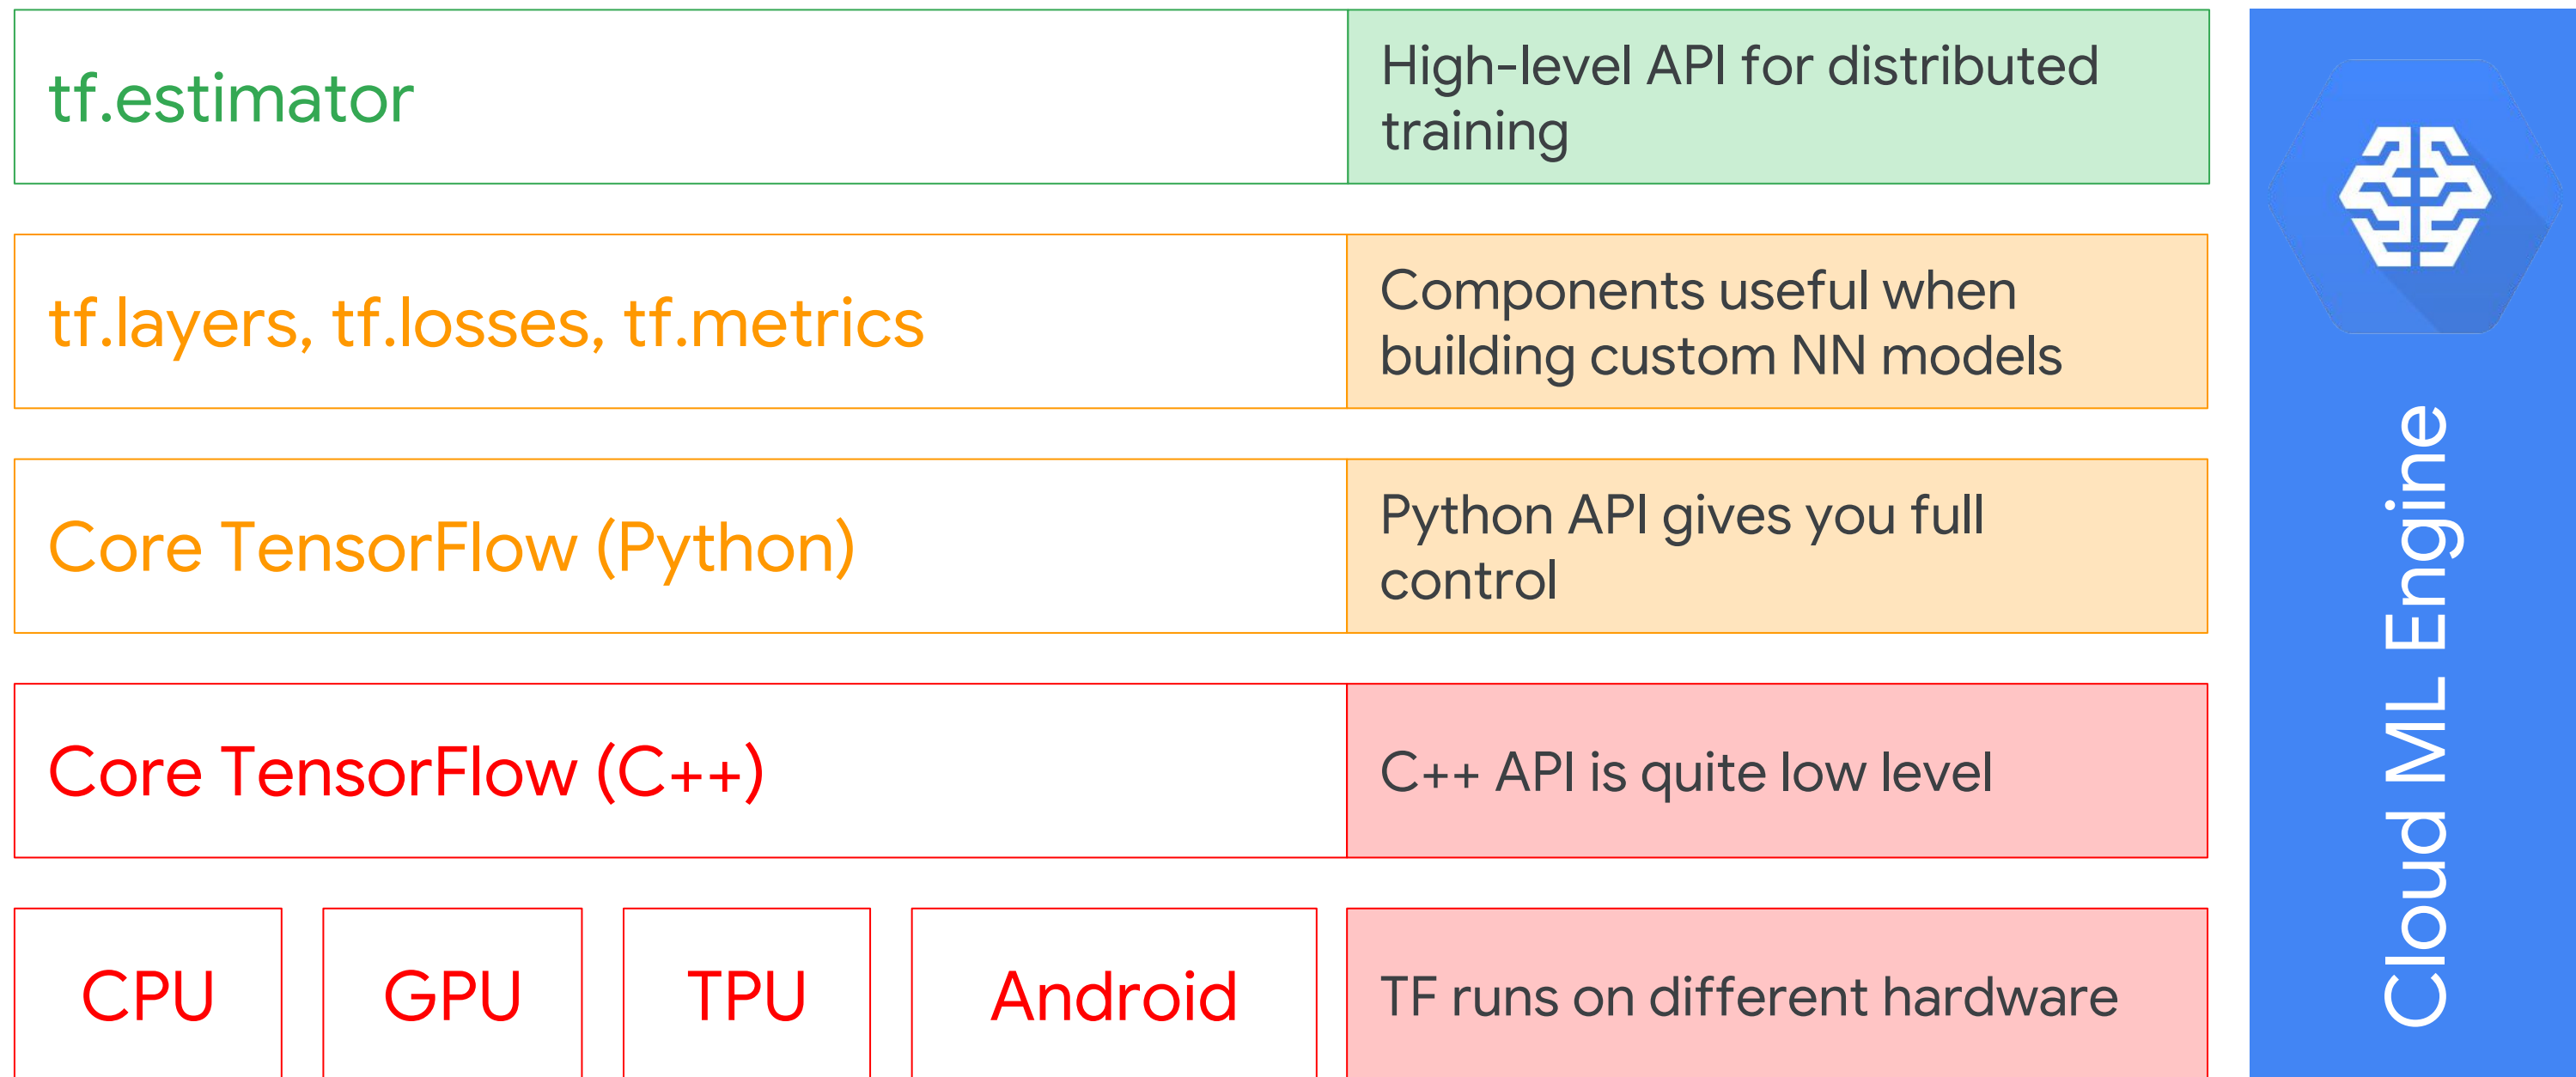 tf.estimator
High-level API for distributed
training
tf.layers, tf.losses, tf.metrics
Components useful when
building custom NN models
Core TensorFlow (Python)
Python API gives you full
control
Core TensorFlow (C++)
C++ API is quite low level
CPU
GPU
TPU
Android
TF runs on different hardware
Cloud ML Engine